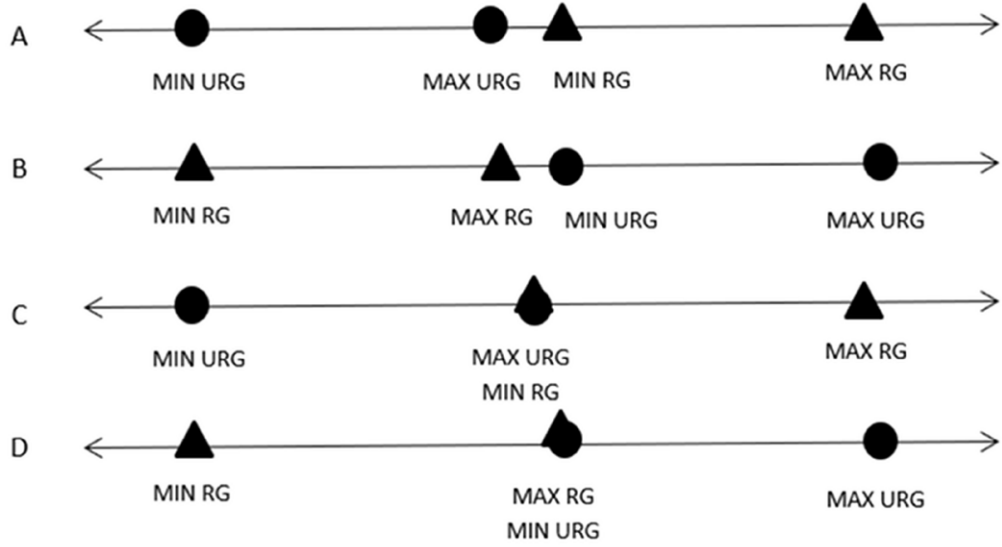 A
MIN URG MAX URG MIN RG MAX RG
B
MIN RG MAX RG MIN URG MAX URG
C
MIN URG MAX URG MAX RG
MIN RG
D
MIN RG MAX RG MAX URG
MIN URG